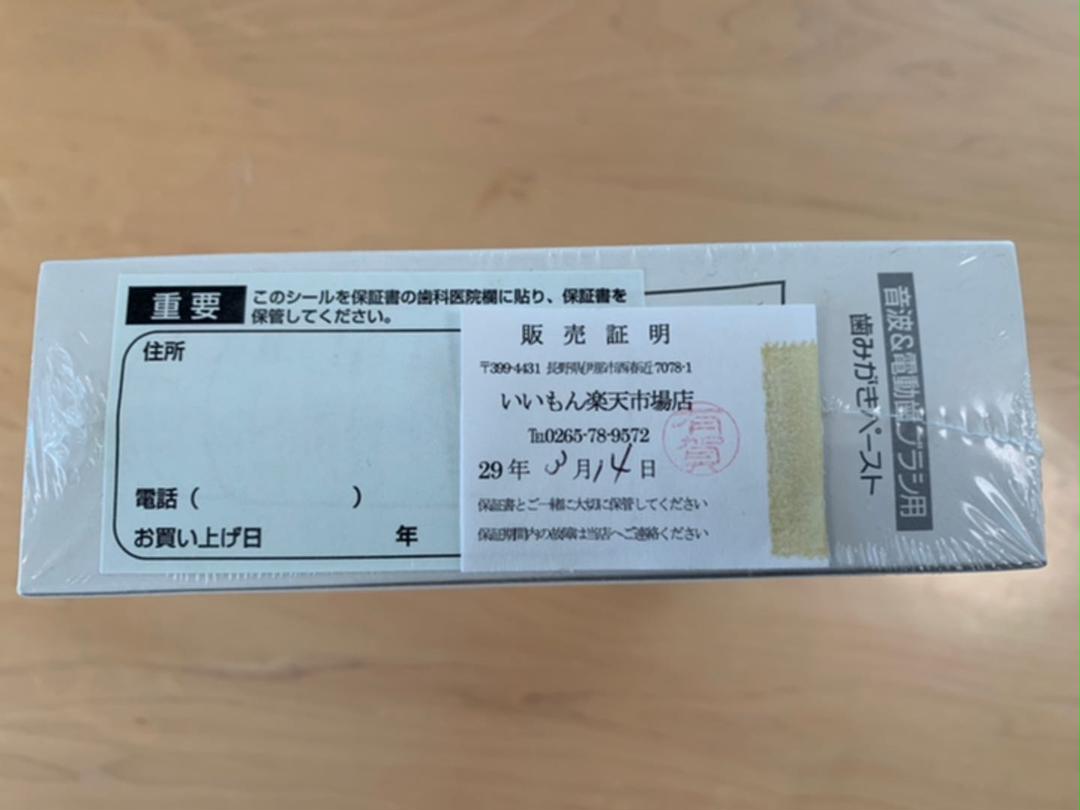 重要
このシールを保証書の歯科医院欄に貼り、保証書を
保管してください。
住所
電話（　　　）
お買い上げ日　　　年
販売証明
〒399-4431 長野県伊那市西春近7078-1
いいもん楽天市場店
℡0265-78-9572
有賀
29年3月14日
保証書とご一緒に大切に保管してください
保証期間内の故障は当店へご連絡ください
音波&電動歯ブラシ用
歯みがきペースト